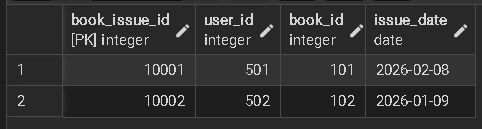 book_issue_id user_id book_id issue_date
[PK] integer integer integer date
1 10001 501 101 2026-02-08
2 10002 502 102 2026-01-09